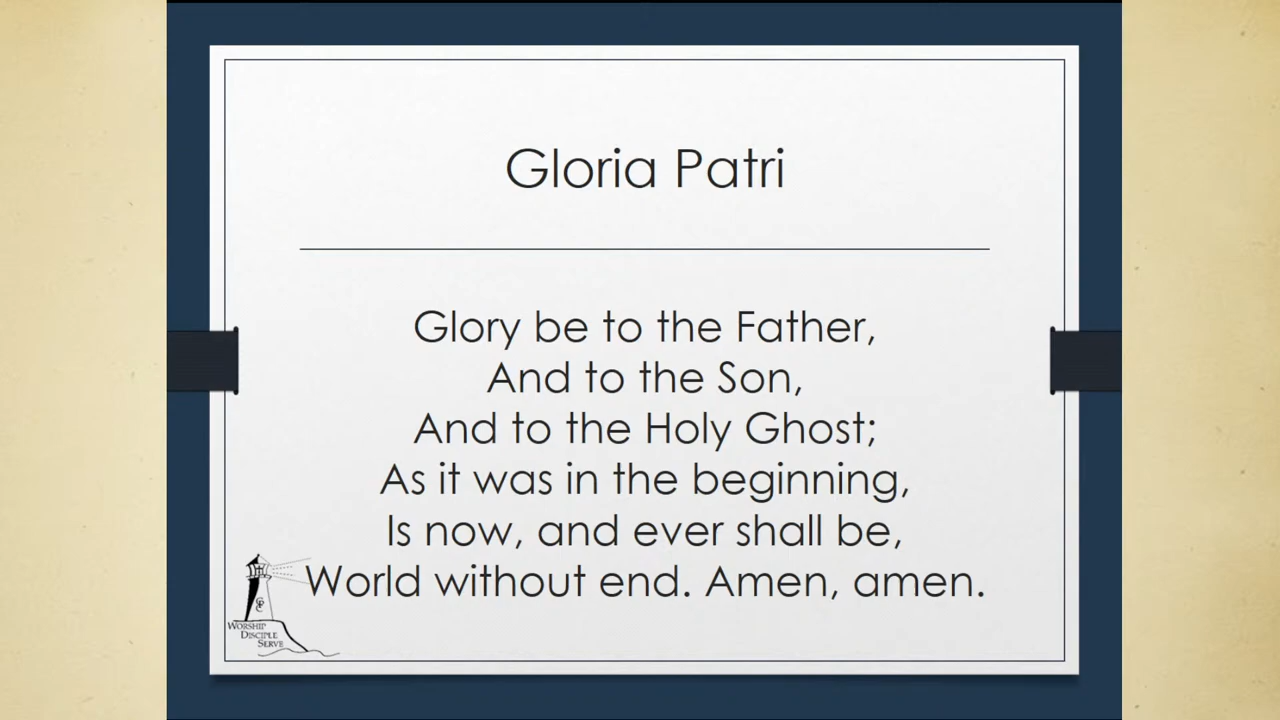 Gloria Patri
Glory be to the Father,
And to the Son,
And to the Holy Ghost;
As it was in the beginning,
Is now, and ever shall be,
World without end. Amen, amen.
WORSHIP
DISCIPLE
SERVE